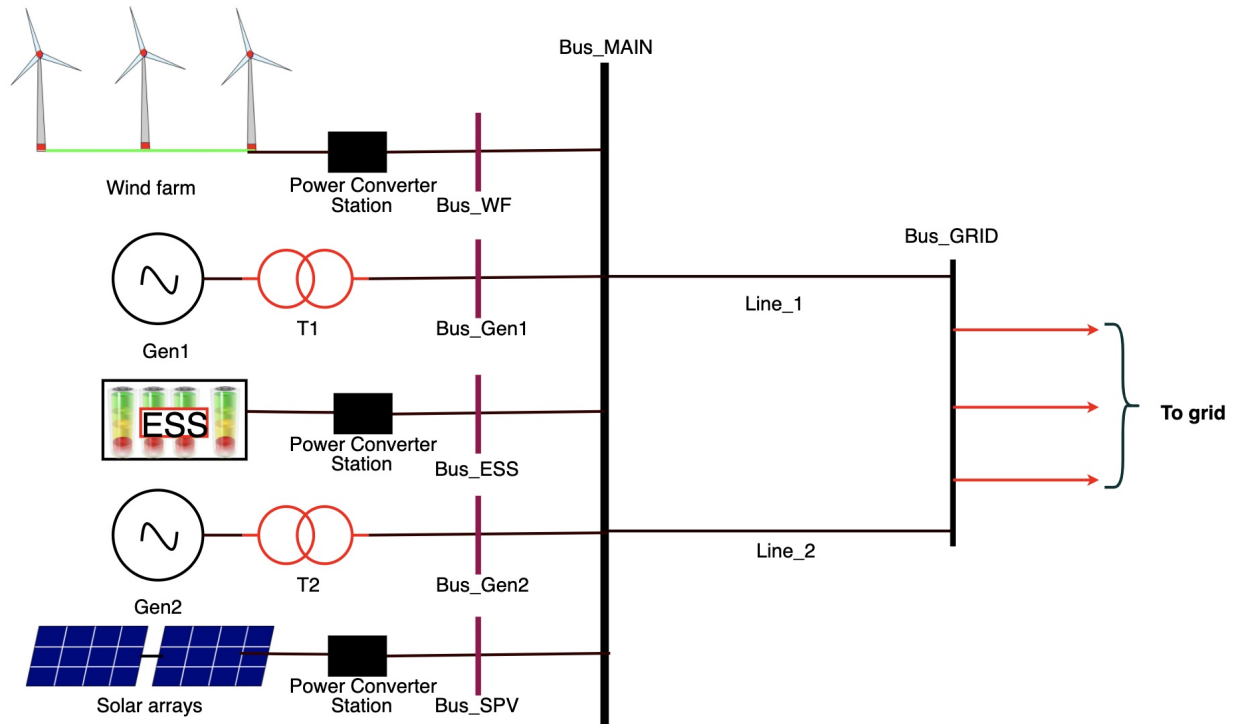 Bus_MAIN
Wind farm
Power Converter
Station
Bus_WF
Bus_GRID
Gen1
T1
Bus_Gen1
Line_1
ESS
Power Converter
Station
Bus_ESS
To grid
Gen2
T2
Bus_Gen2
Line_2
Solar arrays
Power Converter
Station
Bus_SPV